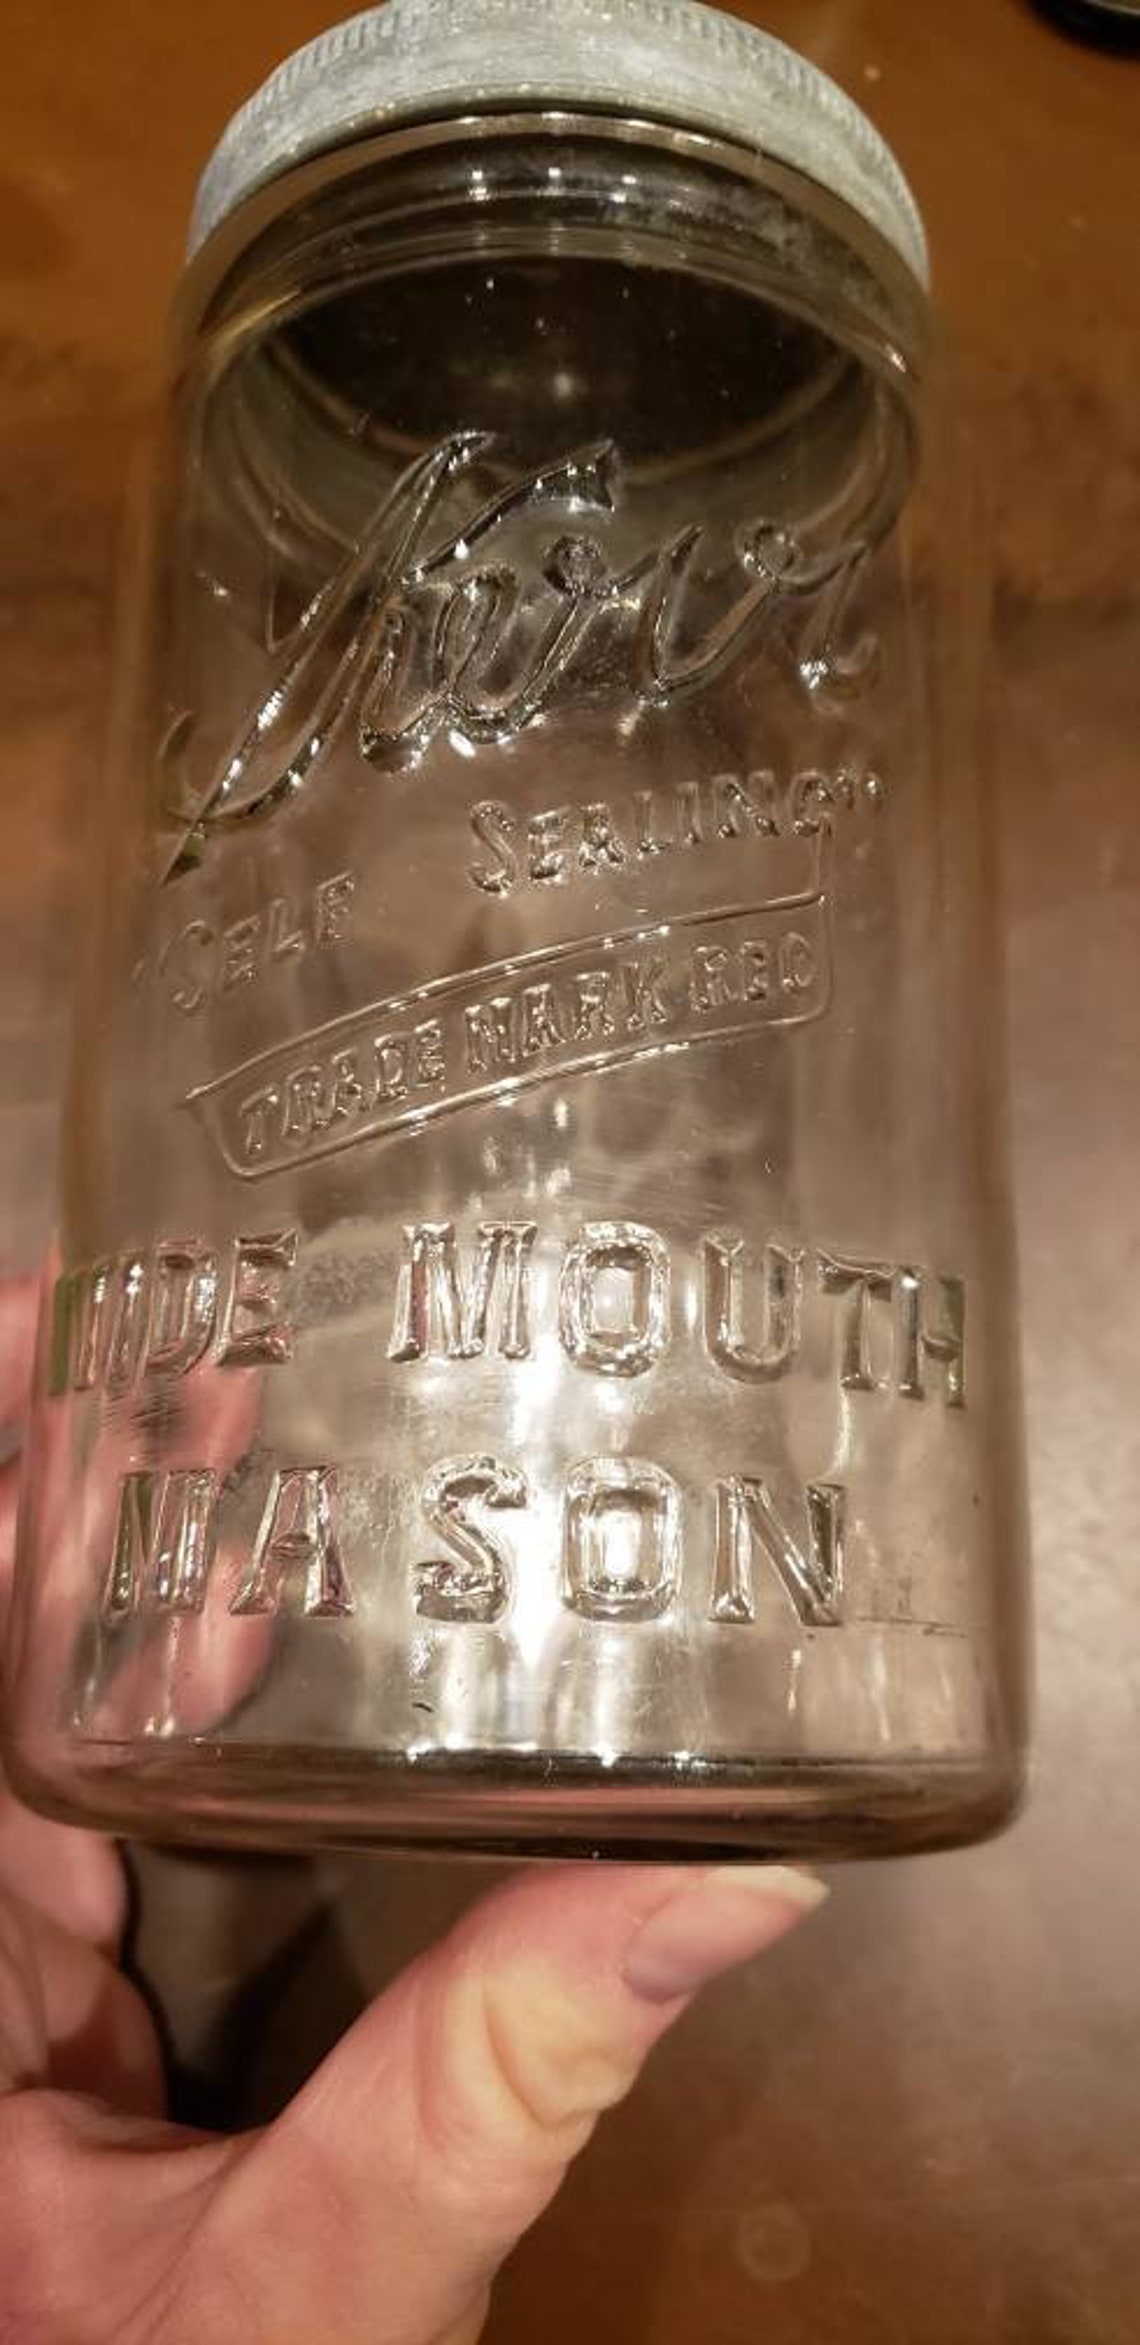 Kerr
"SELF SEALING"
TRADE MARK REG
WIDE MOUTH
MASON